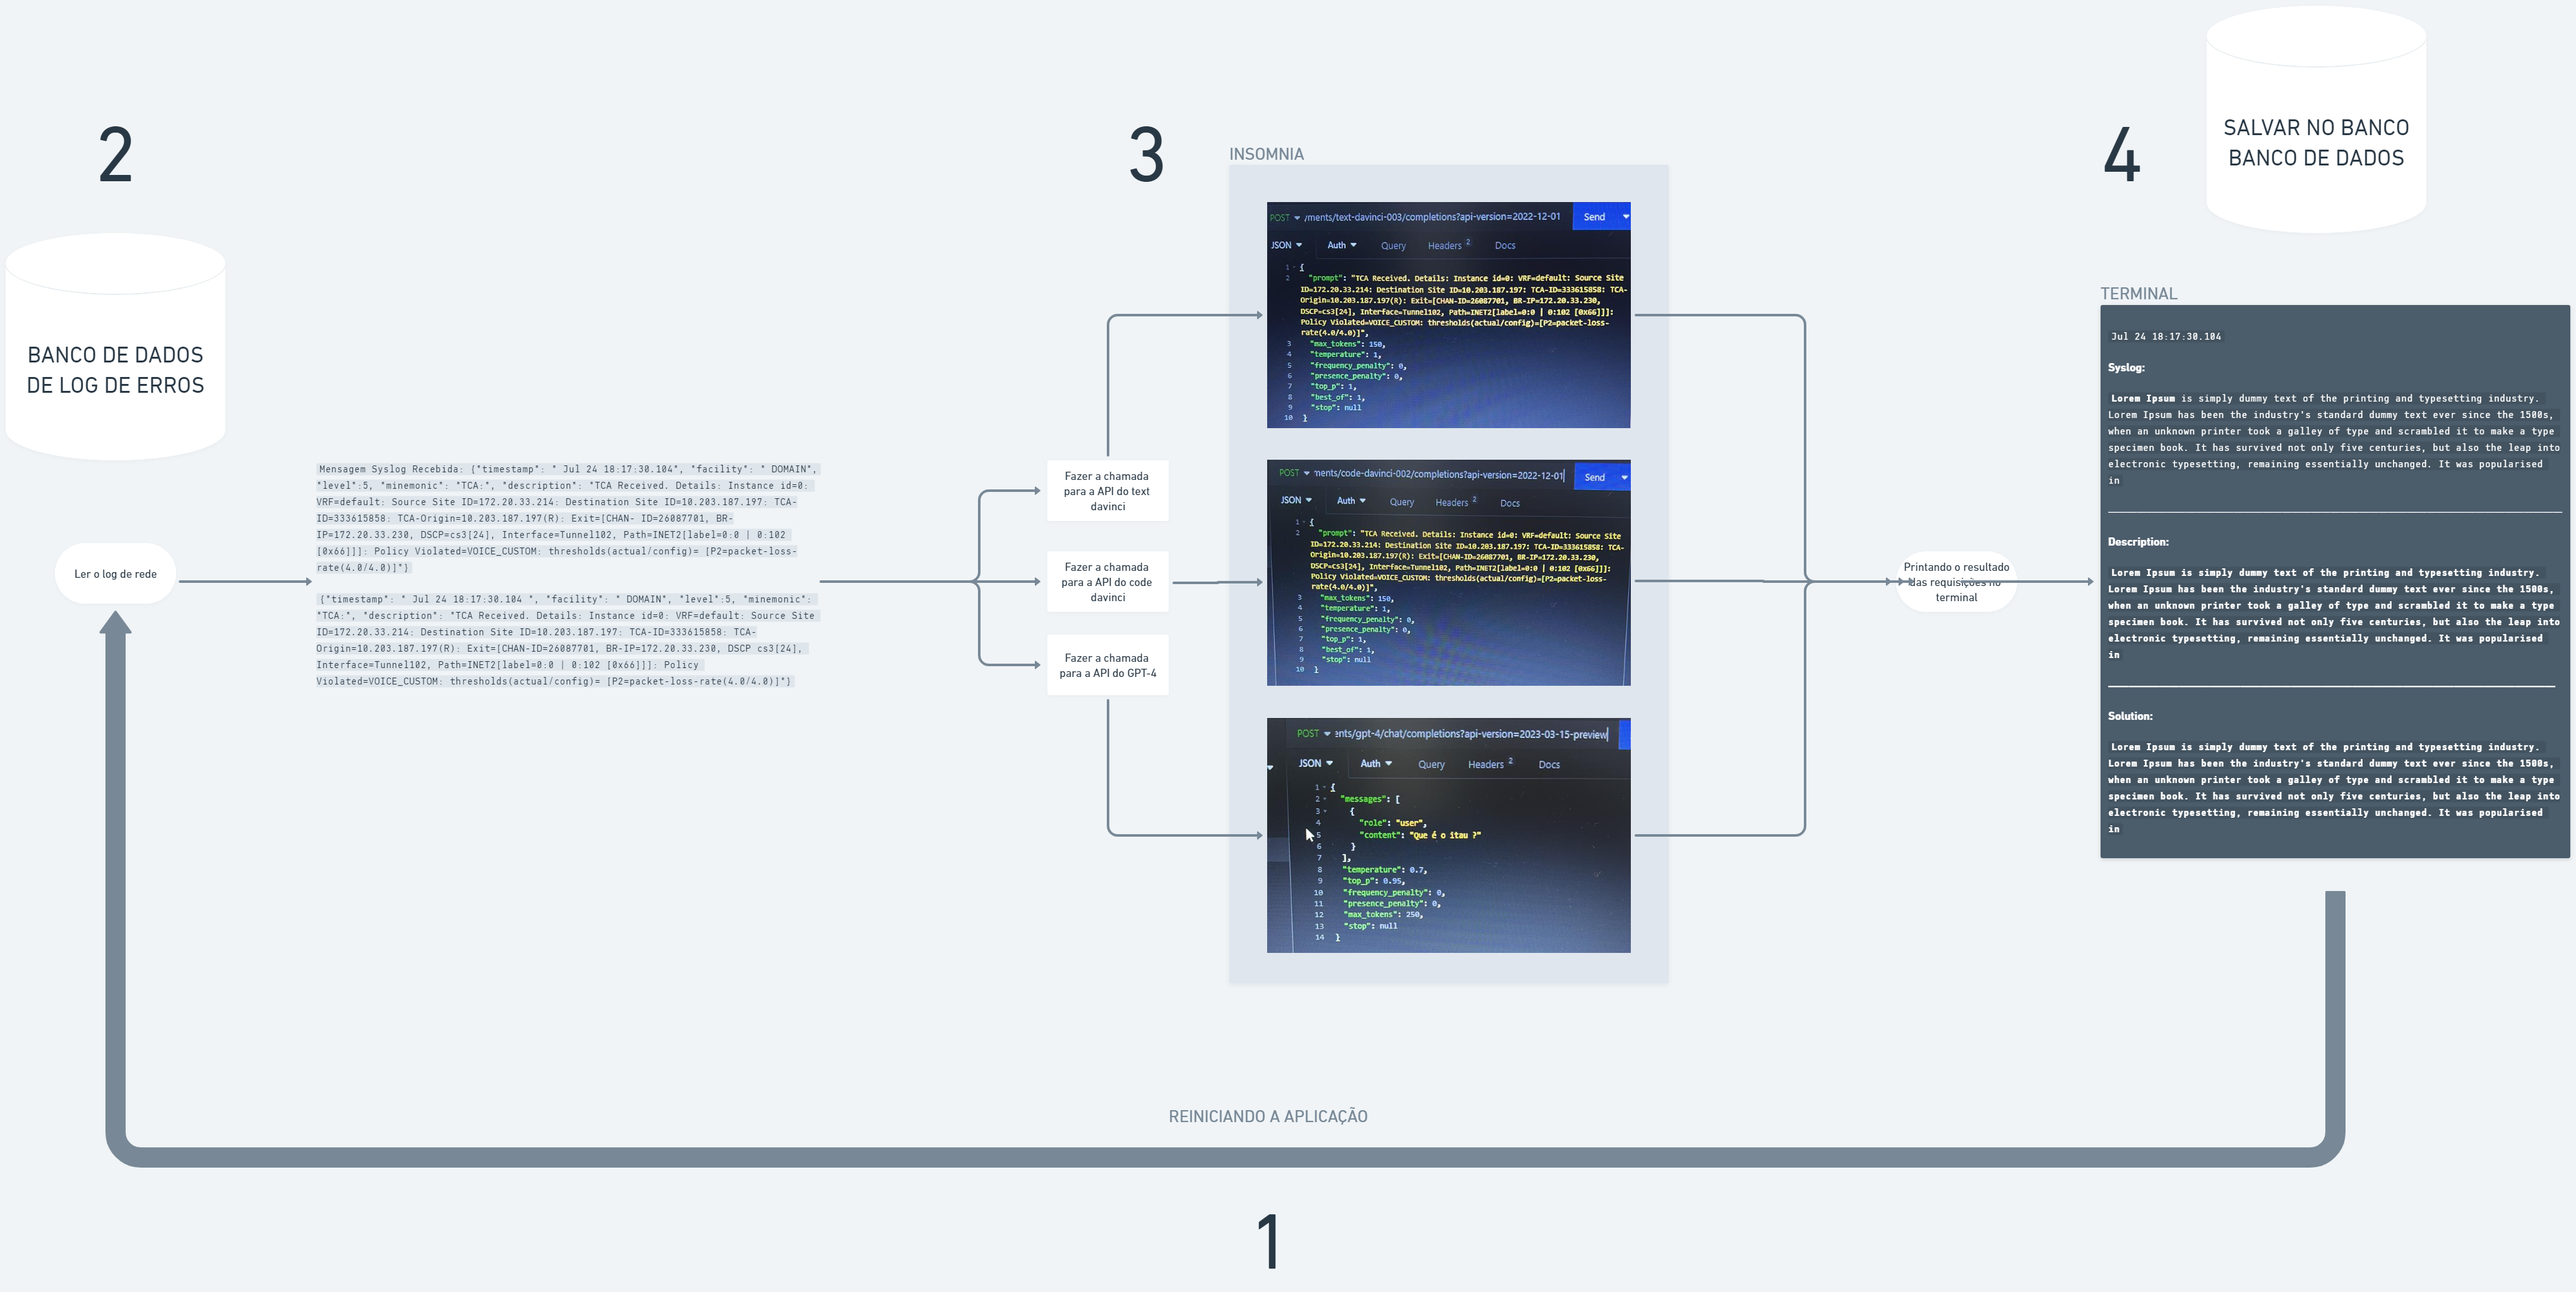 2
BANCO DE DADOS
DE LOG DE ERROS
Ler o log de rede
Mensagem Syslog Recebida: {"timestamp": " Jul 24 18:17:30.104", "facility": " DOMAIN",
"level":5, "minemonic": "TCA:", "description": "TCA Received. Details: Instance id=0:
VRF=default: Source Site ID=172.20.33.214: Destination Site ID=10.203.187.197: TCA-
ID=333615858: TCA-Origin=10.203.187.197(R): Exit=[CHAN- ID=26087701, BR-
IP=172.20.33.230, DSCP=cs3[24], Interface=Tunnel102, Path=INET2[label=0:0 | 0:102
[0x66]]]: Policy Violated=VOICE_CUSTOM: thresholds(actual/config)= [P2=packet-loss-
rate(4.0/4.0)]"}
{"timestamp": " Jul 24 18:17:30.104 ", "facility": " DOMAIN", "level":5, "minemonic":
"TCA:", "description": "TCA Received. Details: Instance id=0: VRF=default: Source Site
ID=172.20.33.214: Destination Site ID=10.203.187.197: TCA-ID=333615858: TCA-
Origin=10.203.187.197(R): Exit=[CHAN-ID=26087701, BR-IP=172.20.33.230, DSCP cs3[24],
Interface=Tunnel102, Path=INET2[label=0:0 | 0:102 [0x66]]]: Policy
Violated=VOICE_CUSTOM: thresholds(actual/config)= [P2=packet-loss-rate(4.0/4.0)]"}
3
Fazer a chamada
para a API do text
davinci
Fazer a chamada
para a API do code
davinci
Fazer a chamada
para a API do GPT-4
INSOMNIA
POST /ments/text-davinci-003/completions?api-version=2022-12-01 Send
JSON Auth Query Headers 2 Docs
1 {
2 "prompt": "TCA Received. Details: Instance id=0: VRF=default: Source Site
ID=172.20.33.214: Destination Site ID=10.203.187.197: TCA-ID=333615858: TCA-
Origin=10.203.187.197(R): Exit=[CHAN-ID=26087701, BR-IP=172.20.33.230,
DSCP=cs3[24], Interface=Tunnel102, Path=INET2[label=0:0 | 0:102 [0x66]]]:
Policy Violated=VOICE_CUSTOM: thresholds(actual/config)=[P2=packet-loss-
rate(4.0/4.0)]",
3 "max_tokens": 150,
4 "temperature": 1,
5 "frequency_penalty": 0,
6 "presence_penalty": 0,
7 "top_p": 1,
8 "best_of": 1,
9 "stop": null
10 }
POST ments/code-davinci-002/completions?api-version=2022-12-01 Send
JSON Auth Query Headers 2 Docs
1 {
2 "prompt": "TCA Received. Details: Instance id=0: VRF=default: Source Site
ID=172.20.33.214: Destination Site ID=10.203.187.197: TCA-ID=333615858: TCA-
Origin=10.203.187.197(R): Exit=[CHAN-ID=26087701, BR-IP=172.20.33.230,
DSCP=cs3[24], Interface=Tunnel102, Path=INET2[label=0:0 | 0:102 [0x66]]]:
Policy Violated=VOICE_CUSTOM: thresholds(actual/config)=[P2=packet-loss-
rate(4.0/4.0)]",
3 "max_tokens": 150,
4 "temperature": 1,
5 "frequency_penalty": 0,
6 "presence_penalty": 0,
7 "top_p": 1,
8 "best_of": 1,
9 "stop": null
10 }
POST ents/gpt-4/chat/completions?api-version=2023-03-15-preview
JSON Auth Query Headers 2 Docs
1 {
2 "messages": [
3 {
4 "role": "user",
5 "content": "Que é o itau ?"
6 }
7 ],
8 "temperature": 0.7,
9 "top_p": 0.95,
10 "frequency_penalty": 0,
11 "presence_penalty": 0,
12 "max_tokens": 250,
13 "stop": null
14 }
Printando o resultado
das requisições no
terminal
4
SALVAR NO BANCO
BANCO DE DADOS
TERMINAL
Jul 24 18:17:30.104
Syslog:
Lorem Ipsum is simply dummy text of the printing and typesetting industry.
Lorem Ipsum has been the industry's standard dummy text ever since the 1500s,
when an unknown printer took a galley of type and scrambled it to make a type
specimen book. It has survived not only five centuries, but also the leap into
electronic typesetting, remaining essentially unchanged. It was popularised
in
Description:
Lorem Ipsum is simply dummy text of the printing and typesetting industry.
Lorem Ipsum has been the industry's standard dummy text ever since the 1500s,
when an unknown printer took a galley of type and scrambled it to make a type
specimen book. It has survived not only five centuries, but also the leap into
electronic typesetting, remaining essentially unchanged. It was popularised
in
Solution:
Lorem Ipsum is simply dummy text of the printing and typesetting industry.
Lorem Ipsum has been the industry's standard dummy text ever since the 1500s,
when an unknown printer took a galley of type and scrambled it to make a type
specimen book. It has survived not only five centuries, but also the leap into
electronic typesetting, remaining essentially unchanged. It was popularised
in
REINICIANDO A APLICAÇÃO
1